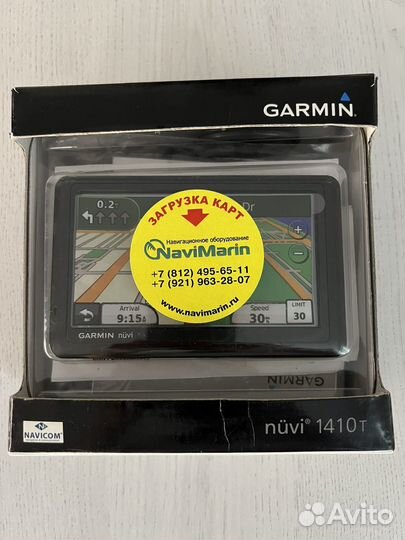 GARMIN
0.2
Dr
ЗАГРУЗКА КАРТ
Навигационное оборудование
NaviMarin
+7 (812) 495-65-11
+7 (921) 963-28-07
www.navimarin.ru
Arrival
9:15
Speed
30
LIMIT
30
GARMIN nüvi
GARMIN
NAVICOM
nüvi® 1410T
Avito